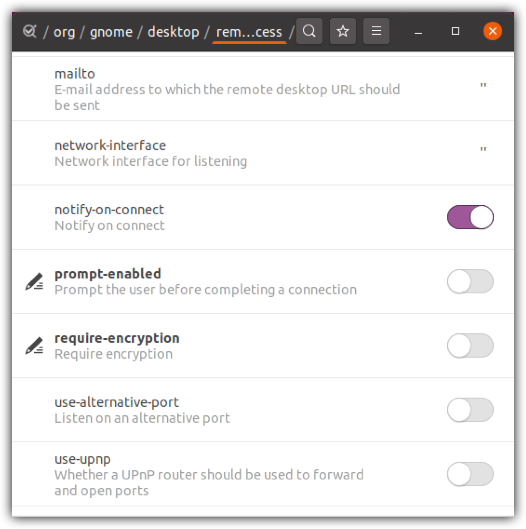 / org / gnome / desktop / rem...cess /
mailto
E-mail address to which the remote desktop URL should
be sent
''
network-interface
Network interface for listening
''
notify-on-connect
Notify on connect
prompt-enabled
Prompt the user before completing a connection
require-encryption
Require encryption
use-alternative-port
Listen on an alternative port
use-upnp
Whether a UPnP router should be used to forward
and open ports